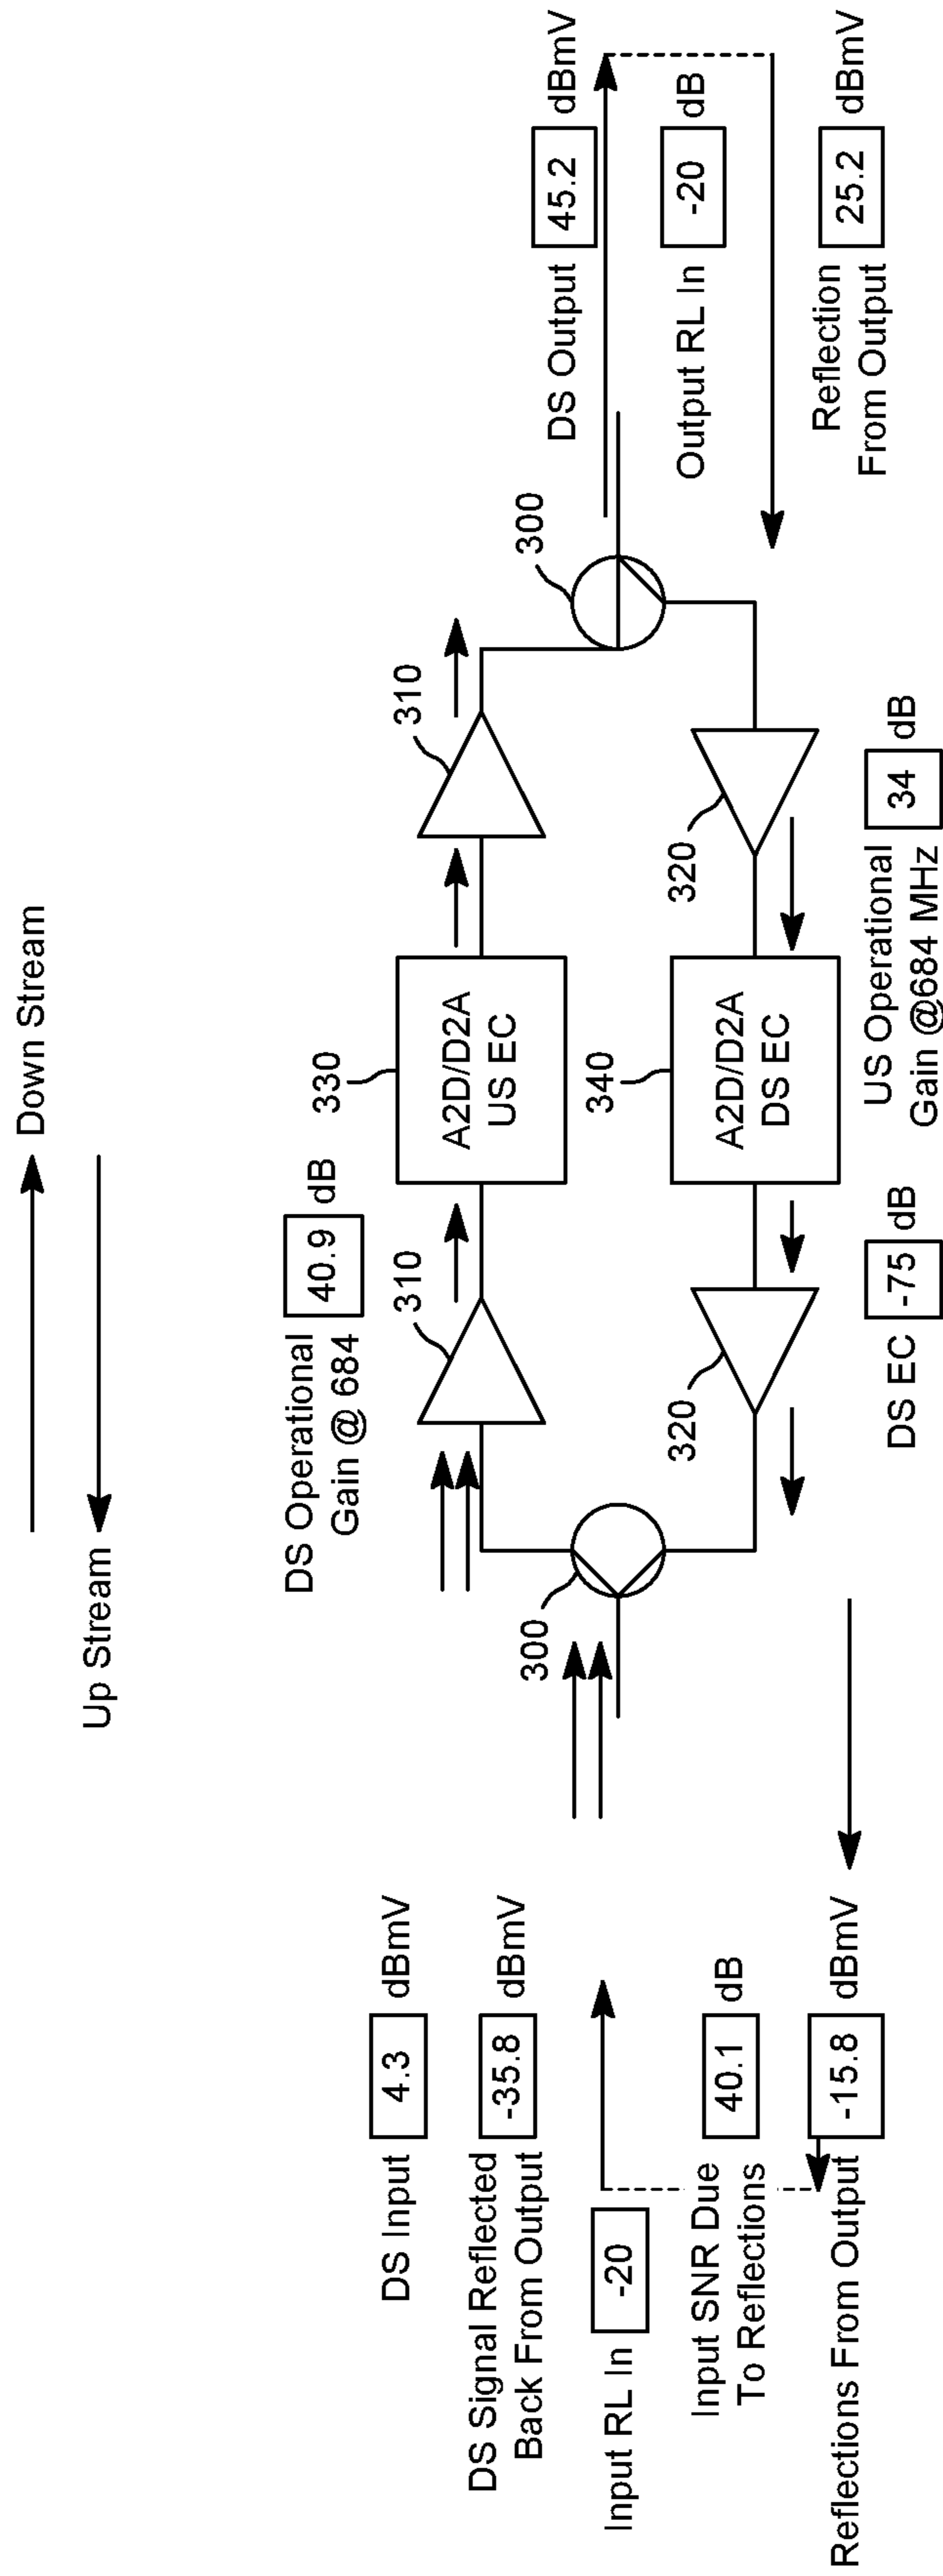 Down Stream
Up Stream
DS Operational
Gain @ 684
40.9
dB
310
330
310
A2D/D2A
US EC
300
300
DS Input
4.3
dBmV
DS Signal Reflected
Back From Output
-35.8
dBmV
Input RL In
-20
Input SNR Due
To Reflections
40.1
dB
Reflections From Output
-15.8
dBmV
DS Output
45.2
dBmV
Output RL In
-20
dB
Reflection
From Output
25.2
dBmV
320
340
320
A2D/D2A
DS EC
DS EC
-75
dB
US Operational
Gain @684 MHz
34
dB